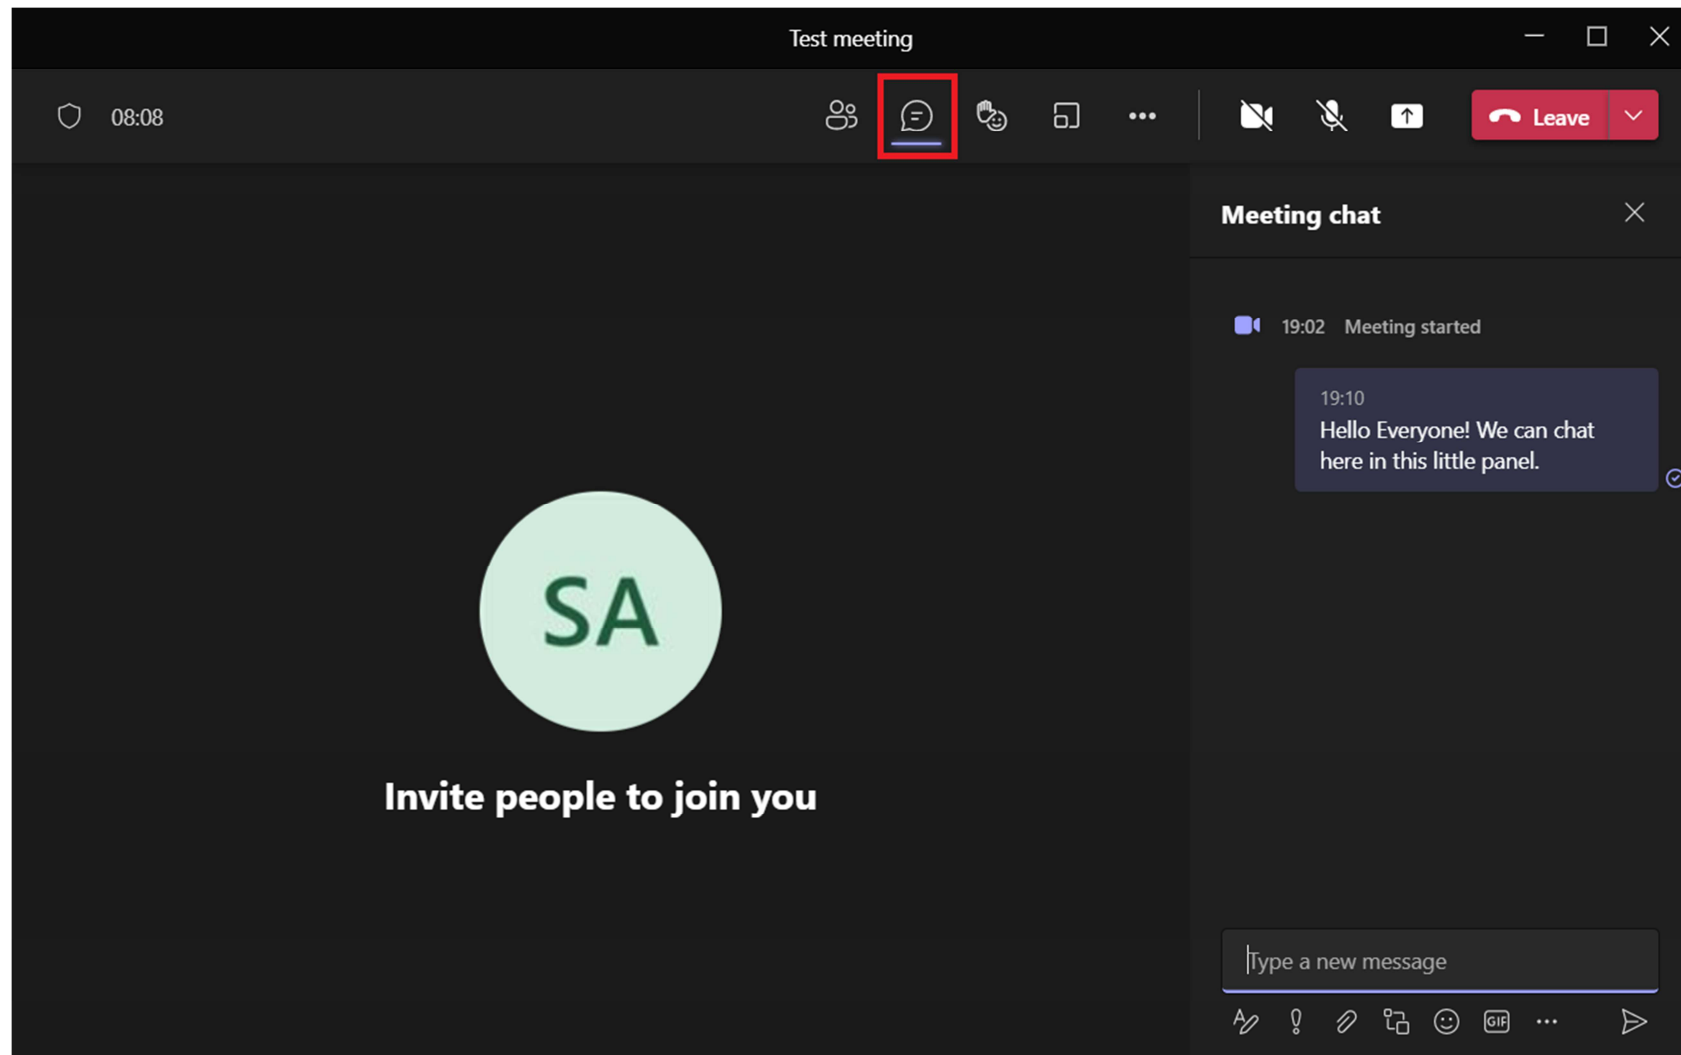 Test meeting
08:08
Leave
Meeting chat
19:02 Meeting started
19:10
Hello Everyone! We can chat
here in this little panel.
SA
Invite people to join you
Type a new message
GIF